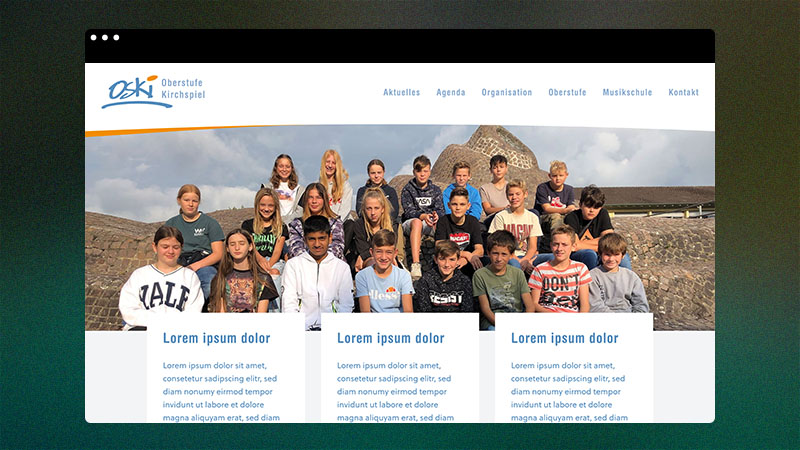 OSKi
Oberstufe
Kirchspiel
Aktuelles Agenda Organisation Oberstufe Musikschule Kontakt
ASA
YALE
ellesse
DON'T
Lorem ipsum dolor
Lorem ipsum dolor sit amet,
consetetur sadipscing elitr, sed
diam nonumy eirmod tempor
invidunt ut labore et dolore
magna aliquyam erat, sed diam
Lorem ipsum dolor
Lorem ipsum dolor sit amet,
consetetur sadipscing elitr, sed
diam nonumy eirmod tempor
invidunt ut labore et dolore
magna aliquyam erat, sed diam
Lorem ipsum dolor
Lorem ipsum dolor sit amet,
consetetur sadipscing elitr, sed
diam nonumy eirmod tempor
invidunt ut labore et dolore
magna aliquyam erat, sed diam